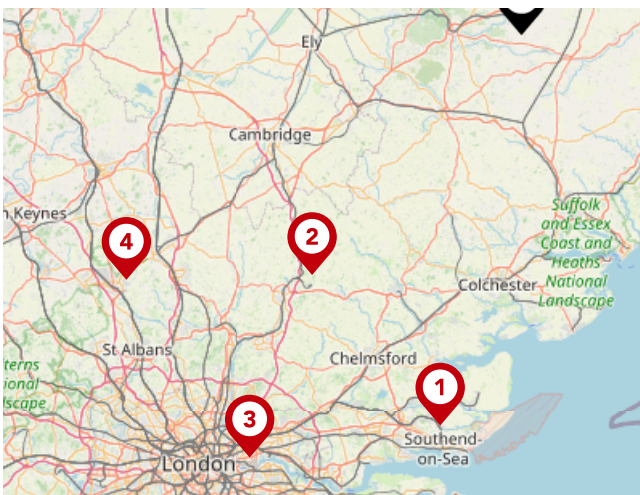 Ely
Cambridge
n Keynes
Suffolk
and Essex
Coast and
Heaths
National
Landscape
4
2
Colchester
St Albans
Chelmsford
terns
ional
dscape
1
3
Southend-
on-Sea
London